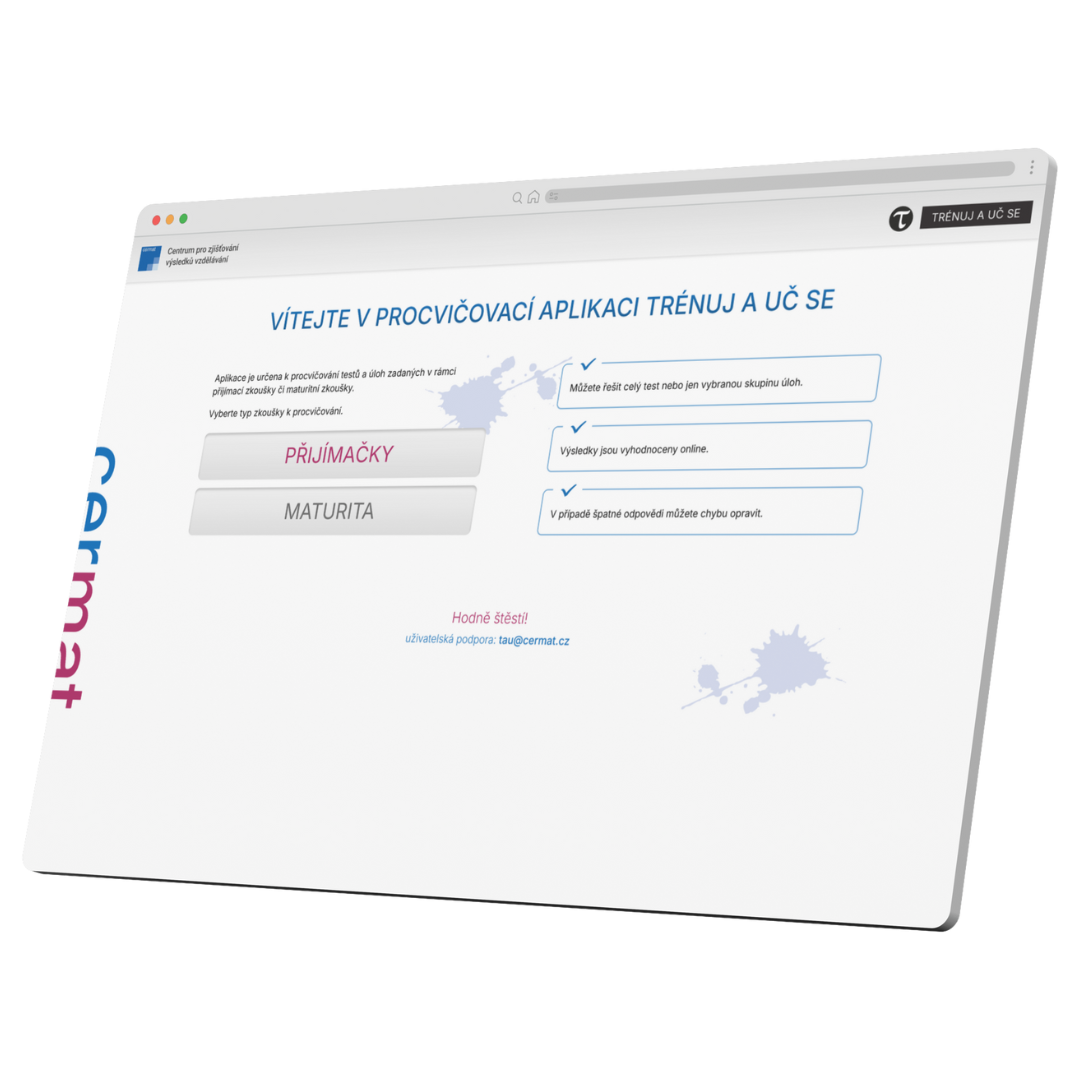 TRÉNUJ A UČ SE
cermat
Centrum pro zjišťování
výsledků vzdělávání
VÍTEJTE V PROCVIČOVACÍ APLIKACI TRÉNUJ A UČ SE
Aplikace je určena k procvičování testů a úloh zadaných v rámci
přijímací zkoušky či maturitní zkoušky.
Vyberte typ zkoušky k procvičování.
PŘIJÍMAČKY
MATURITA
Můžete řešit celý test nebo jen vybranou skupinu úloh.
Výsledky jsou vyhodnoceny online.
V případě špatné odpovědi můžete chybu opravit.
cermat
Hodně štěstí!
uživatelská podpora: tau@cermat.cz